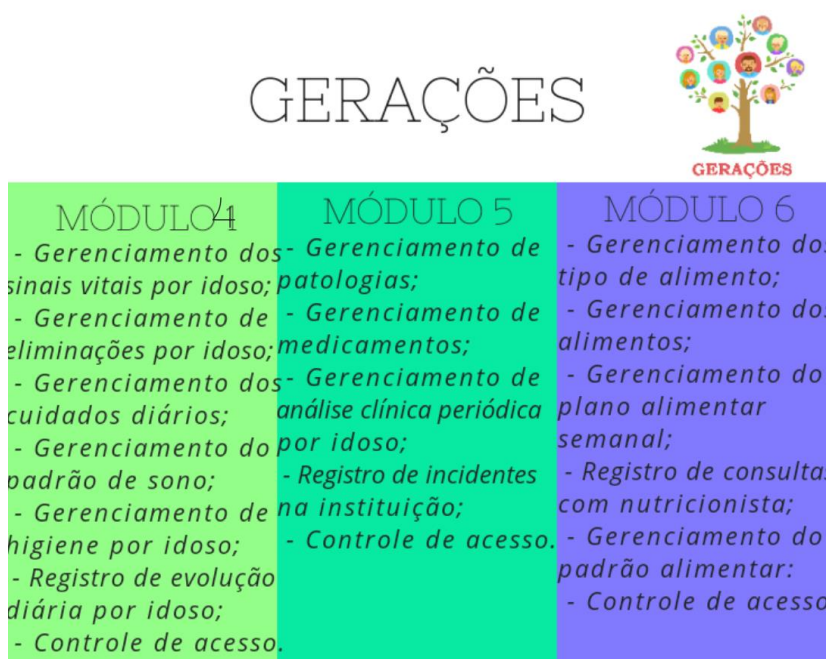 GERAÇÕES
GERAÇÕES
MÓDULO 4
- Gerenciamento dos
sinais vitais por idoso;
- Gerenciamento de
eliminações por idoso;
- Gerenciamento dos
cuidados diários;
- Gerenciamento do
padrão de sono;
- Gerenciamento de
higiene por idoso;
- Registro de evolução
diária por idoso;
- Controle de acesso.
MÓDULO 5
- Gerenciamento de
patologias;
- Gerenciamento de
medicamentos;
- Gerenciamento de
análise clínica periódica
por idoso;
- Registro de incidentes
na instituição;
- Controle de acesso.
MÓDULO 6
- Gerenciamento dos
tipo de alimento;
- Gerenciamento dos
alimentos;
- Gerenciamento do
plano alimentar
semanal;
- Registro de consultas
com nutricionista;
- Gerenciamento do
padrão alimentar:
- Controle de acesso